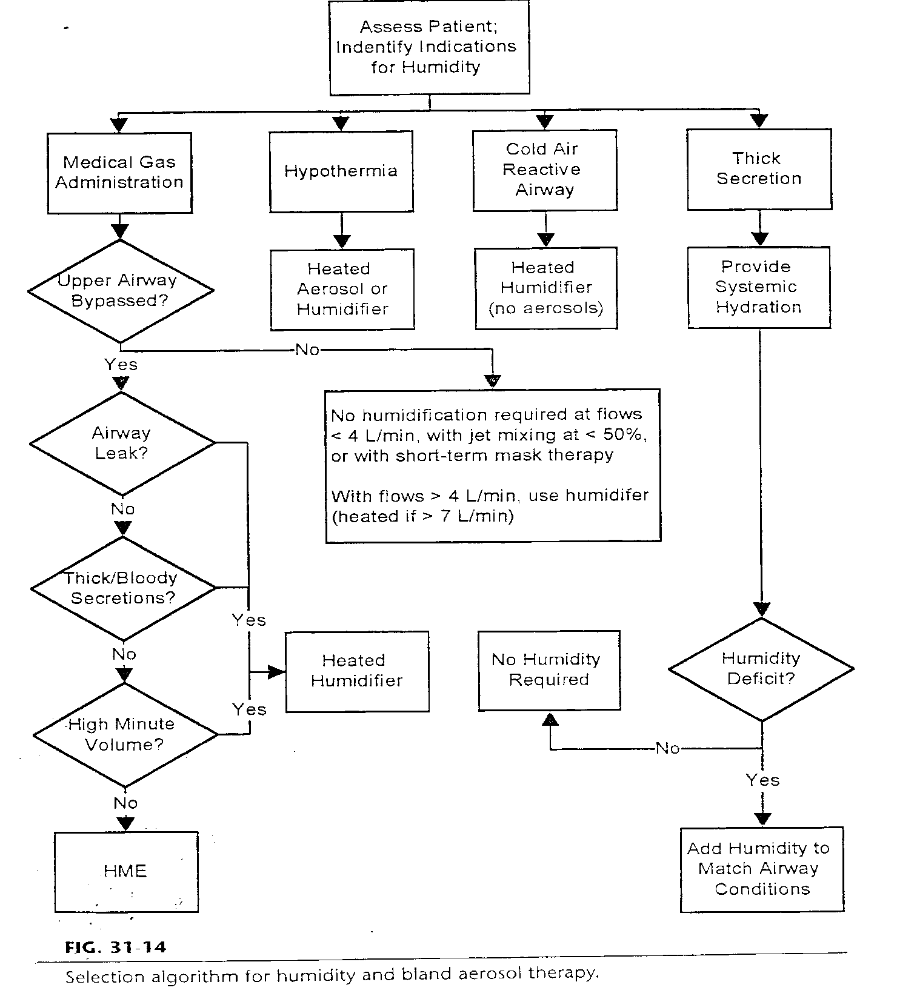 Assess Patient;
Indentify Indications
for Humidity
Medical Gas
Administration
Hypothermia
Cold Air
Reactive
Airway
Thick
Secretion
Upper Airway
Bypassed?
Heated
Aerosol or
Humidifier
Heated
Humidifier
(no aerosols)
Provide
Systemic
Hydration
No
Yes
Airway
Leak?
No humidification required at flows
< 4 L/min, with jet mixing at < 50%,
or with short-term mask therapy
With flows > 4 L/min, use humidifer
(heated if > 7 L/min)
No
Thick/Bloody
Secretions?
Yes
No
Heated
Humidifier
No Humidity
Required
Humidity
Deficit?
Yes
High Minute
Volume?
No
Yes
No
HME
Add Humidity to
Match Airway
Conditions
FIG. 31-14
Selection algorithm for humidity and bland aerosol therapy.